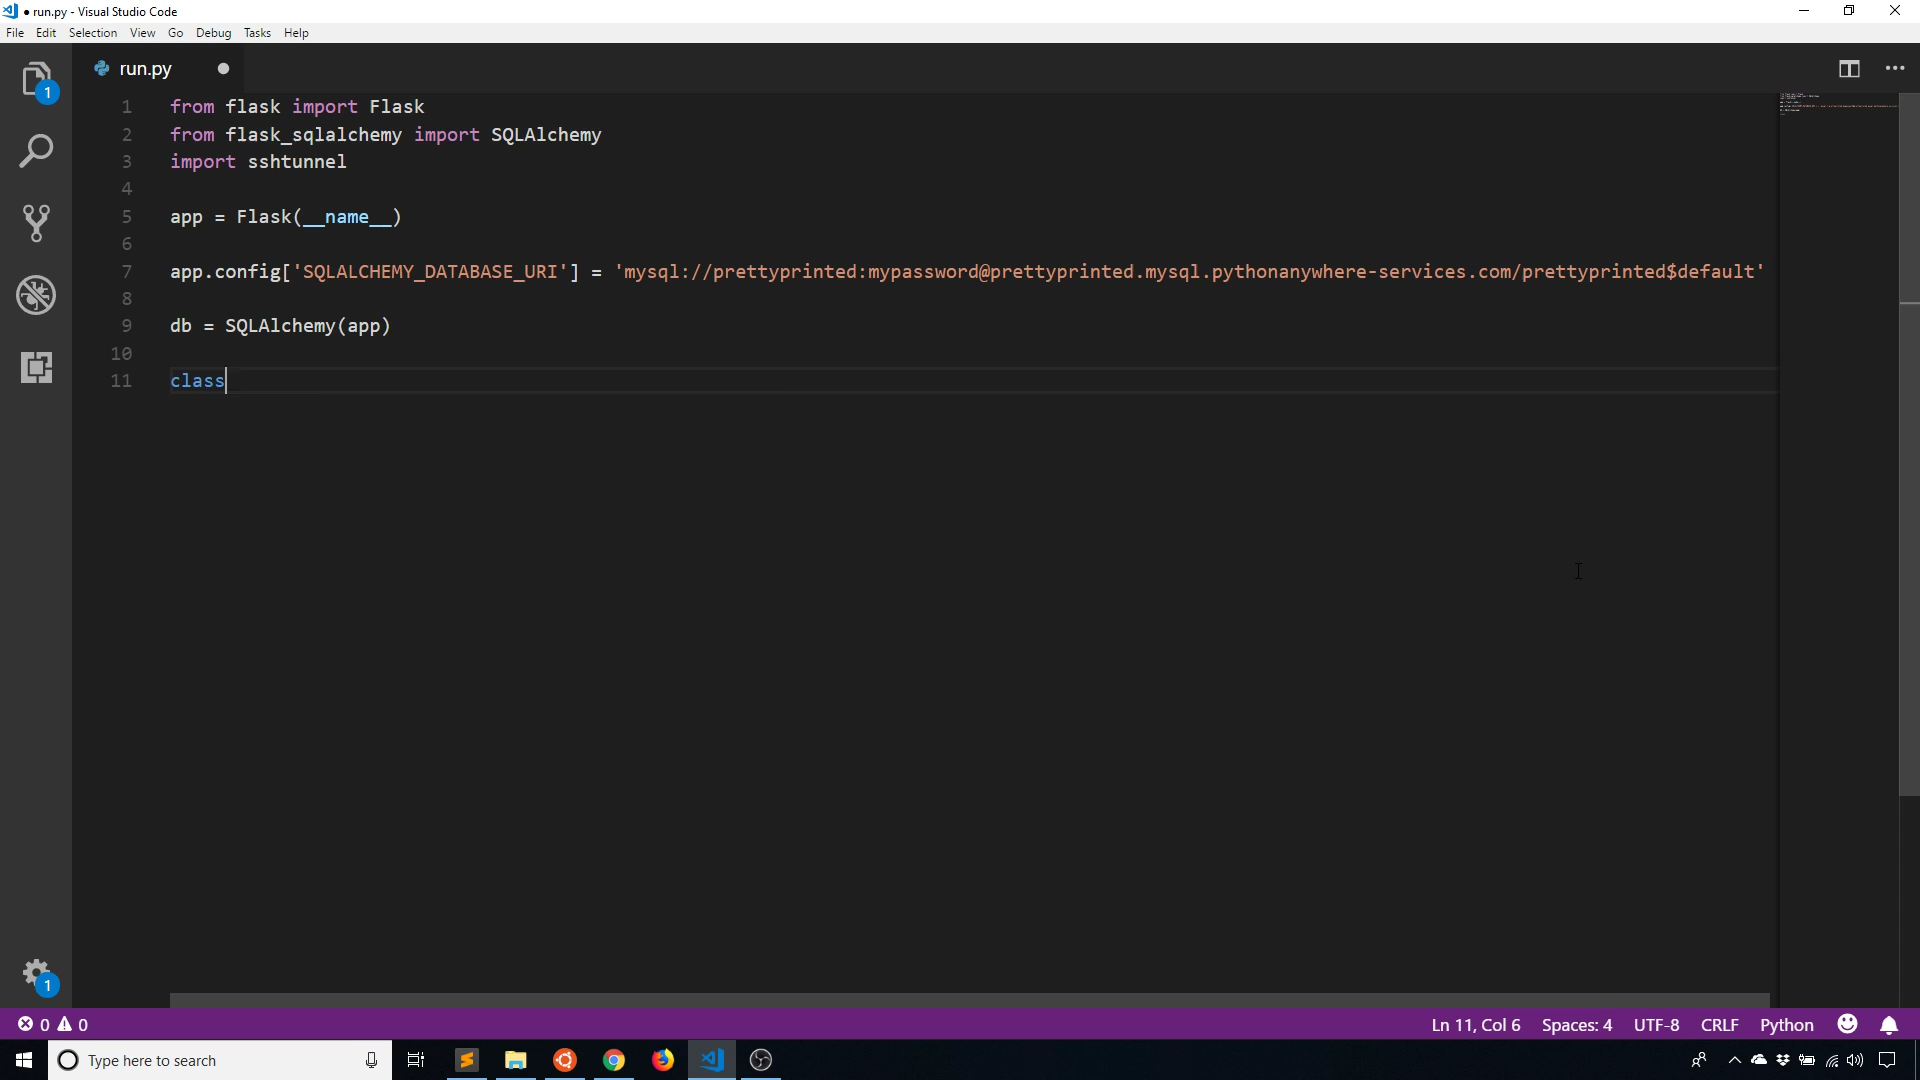 run.py - Visual Studio Code
File Edit Selection View Go Debug Tasks Help
1
run.py
1 from flask import Flask
2 from flask_sqlalchemy import SQLAlchemy
3 import sshtunnel
4
5 app = Flask(__name__)
6
7 app.config['SQLALCHEMY_DATABASE_URI'] = 'mysql://prettyprinted:mypassword@prettyprinted.mysql.pythonanywhere-services.com/prettyprinted$default'
8
9 db = SQLAlchemy(app)
10
11 class
1
0 0 Ln 11, Col 6 Spaces: 4 UTF-8 CRLF Python
Type here to search